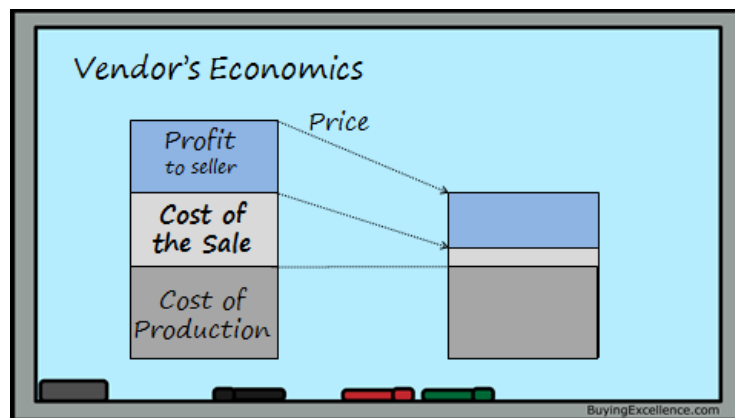 Vendor's Economics
Price
Profit
to seller
Cost of
the Sale
Cost of
Production
BuyingExcellence.com